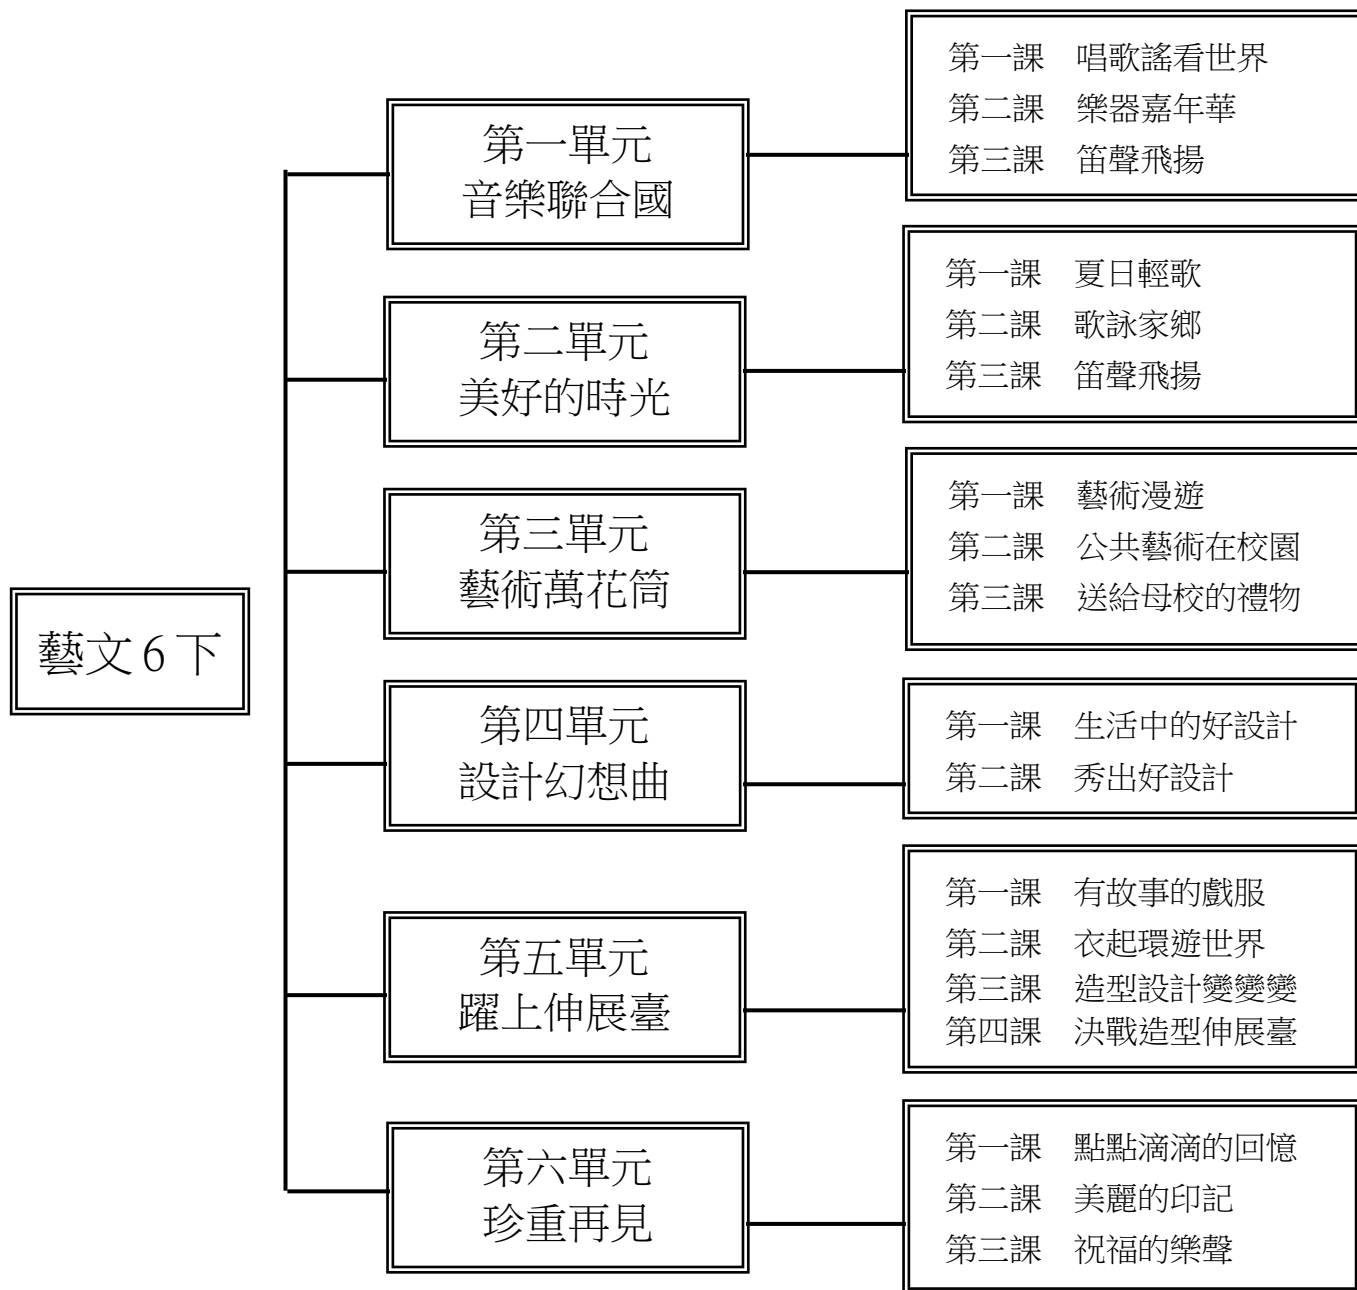 藝文6下
第一單元
音樂聯合國
第一課　唱歌謠看世界
第二課　樂器嘉年華
第三課　笛聲飛揚
第二單元
美好的時光
第一課　夏日輕歌
第二課　歌詠家鄉
第三課　笛聲飛揚
第三單元
藝術萬花筒
第一課　藝術漫遊
第二課　公共藝術在校園
第三課　送給母校的禮物
第四單元
設計幻想曲
第一課　生活中的好設計
第二課　秀出好設計
第五單元
躍上伸展臺
第一課　有故事的戲服
第二課　衣起環遊世界
第三課　造型設計變變變
第四課　決戰造型伸展臺
第六單元
珍重再見
第一課　點點滴滴的回憶
第二課　美麗的印記
第三課　祝福的樂聲